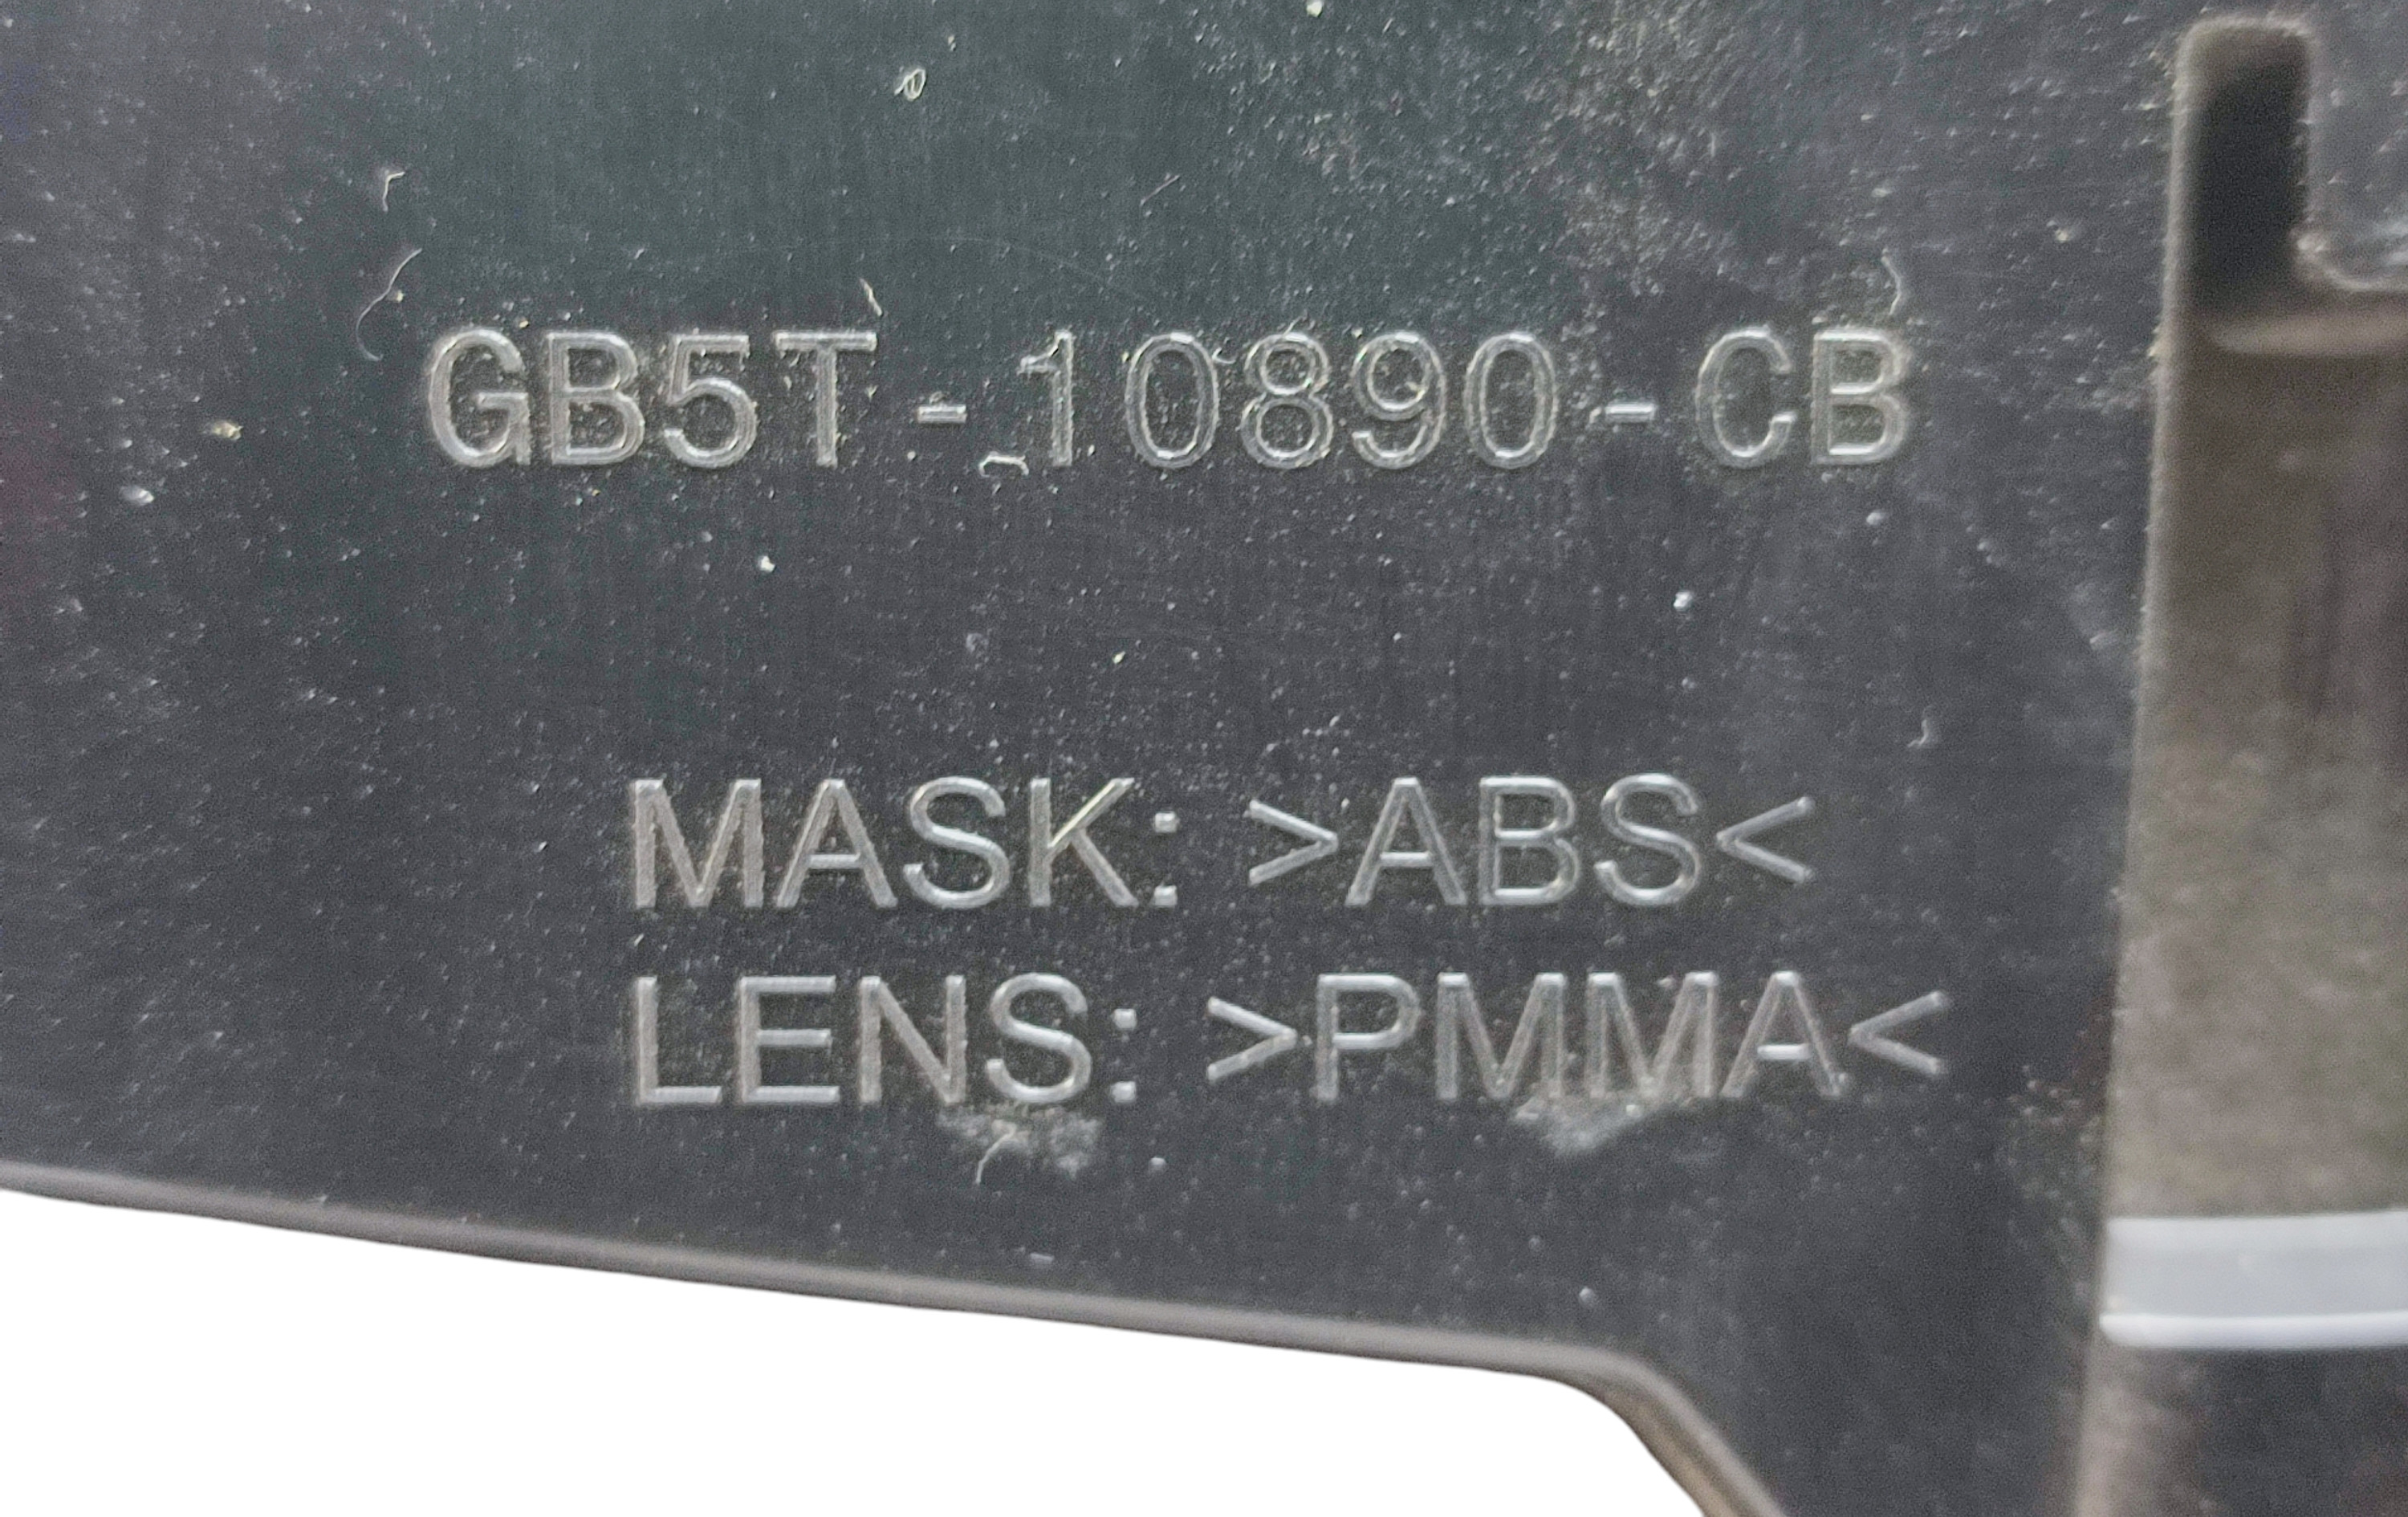 GB5T-10890-CB
MASK: >ABS<
LENS: >PMMA<